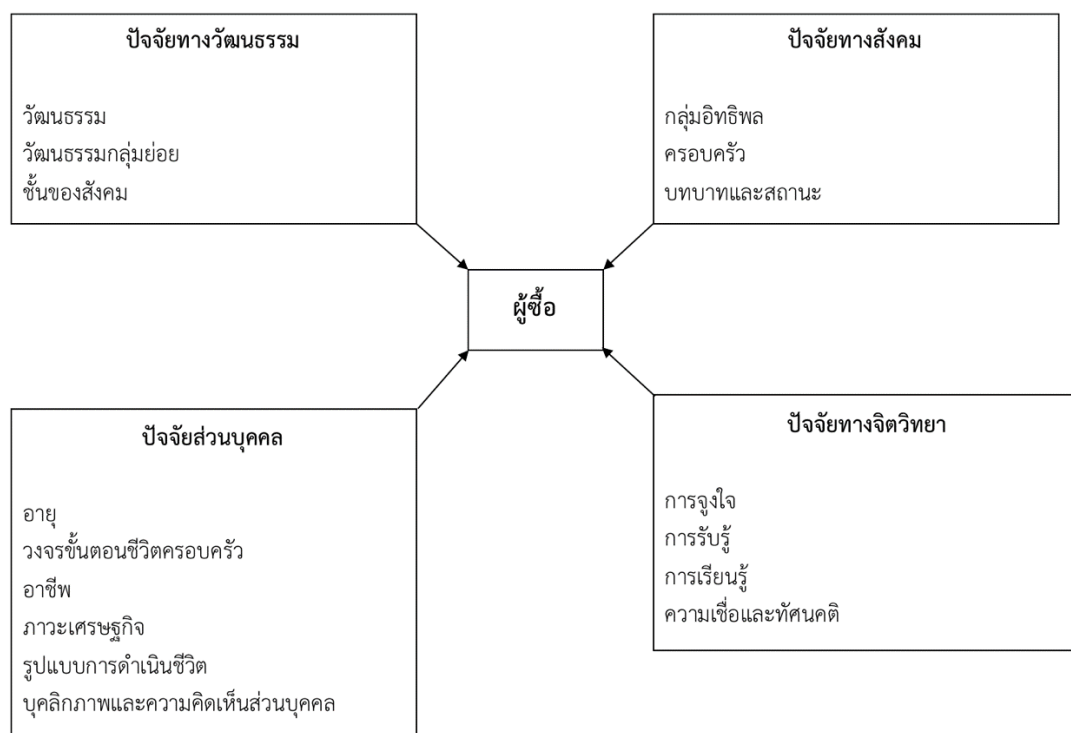 ปัจจัยทางวัฒนธรรม
วัฒนธรรม
วัฒนธรรมกลุ่มย่อย
ชั้นของสังคม
ปัจจัยทางสังคม
กลุ่มอิทธิพล
ครอบครัว
บทบาทและสถานะ
ผู้ซื้อ
ปัจจัยส่วนบุคคล
อายุ
วงจรขั้นตอนชีวิตครอบครัว
อาชีพ
ภาวะเศรษฐกิจ
รูปแบบการดำเนินชีวิต
บุคลิกภาพและความคิดเห็นส่วนบุคคล
ปัจจัยทางจิตวิทยา
การจูงใจ
การรับรู้
การเรียนรู้
ความเชื่อและทัศนคติ